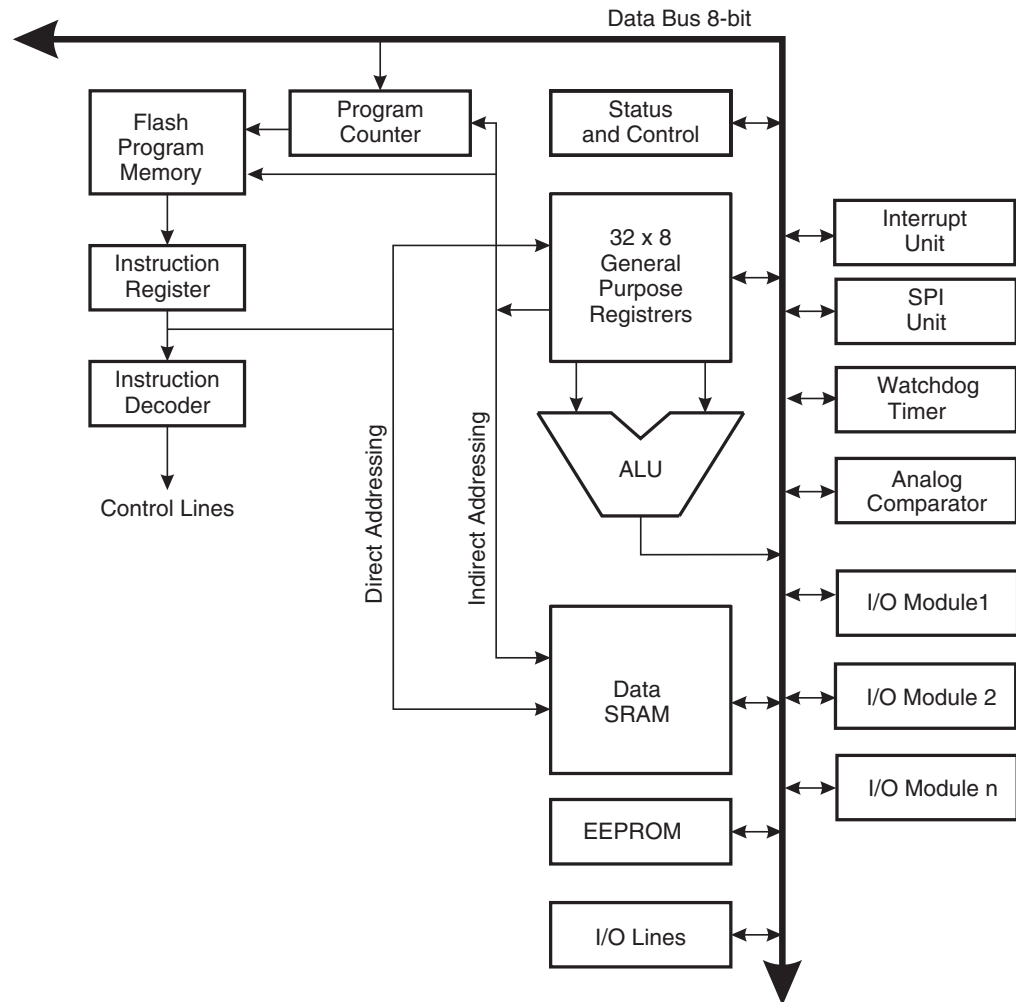 Data Bus 8-bit
Flash
Program
Memory
Program
Counter
Status
and Control
Instruction
Register
32 x 8
General
Purpose
Registrers
Interrupt
Unit
SPI
Unit
Instruction
Decoder
Watchdog
Timer
Control Lines
Direct Addressing
Indirect Addressing
ALU
Analog
Comparator
I/O Module1
Data
SRAM
I/O Module 2
I/O Module n
EEPROM
I/O Lines